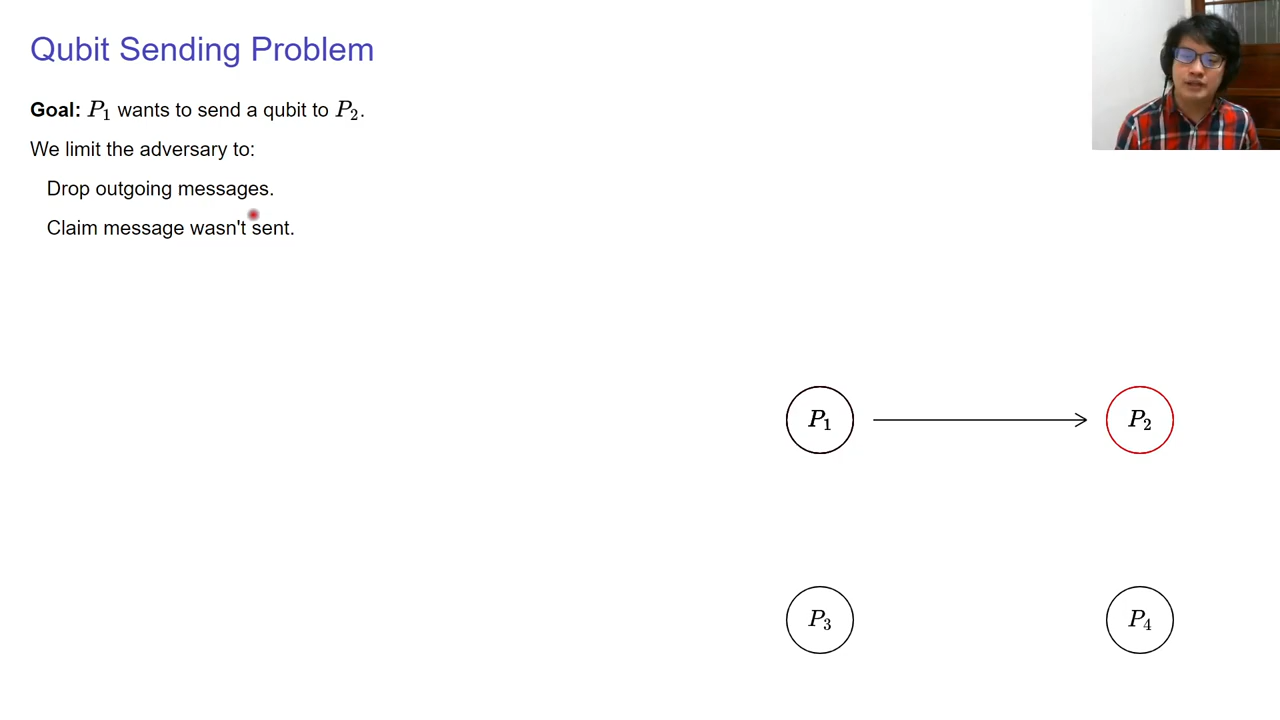 Qubit Sending Problem
Goal: P₁ wants to send a qubit to P₂.
We limit the adversary to:
Drop outgoing messages.
Claim message wasn't sent.
P₁
P₂
P₃
P₄